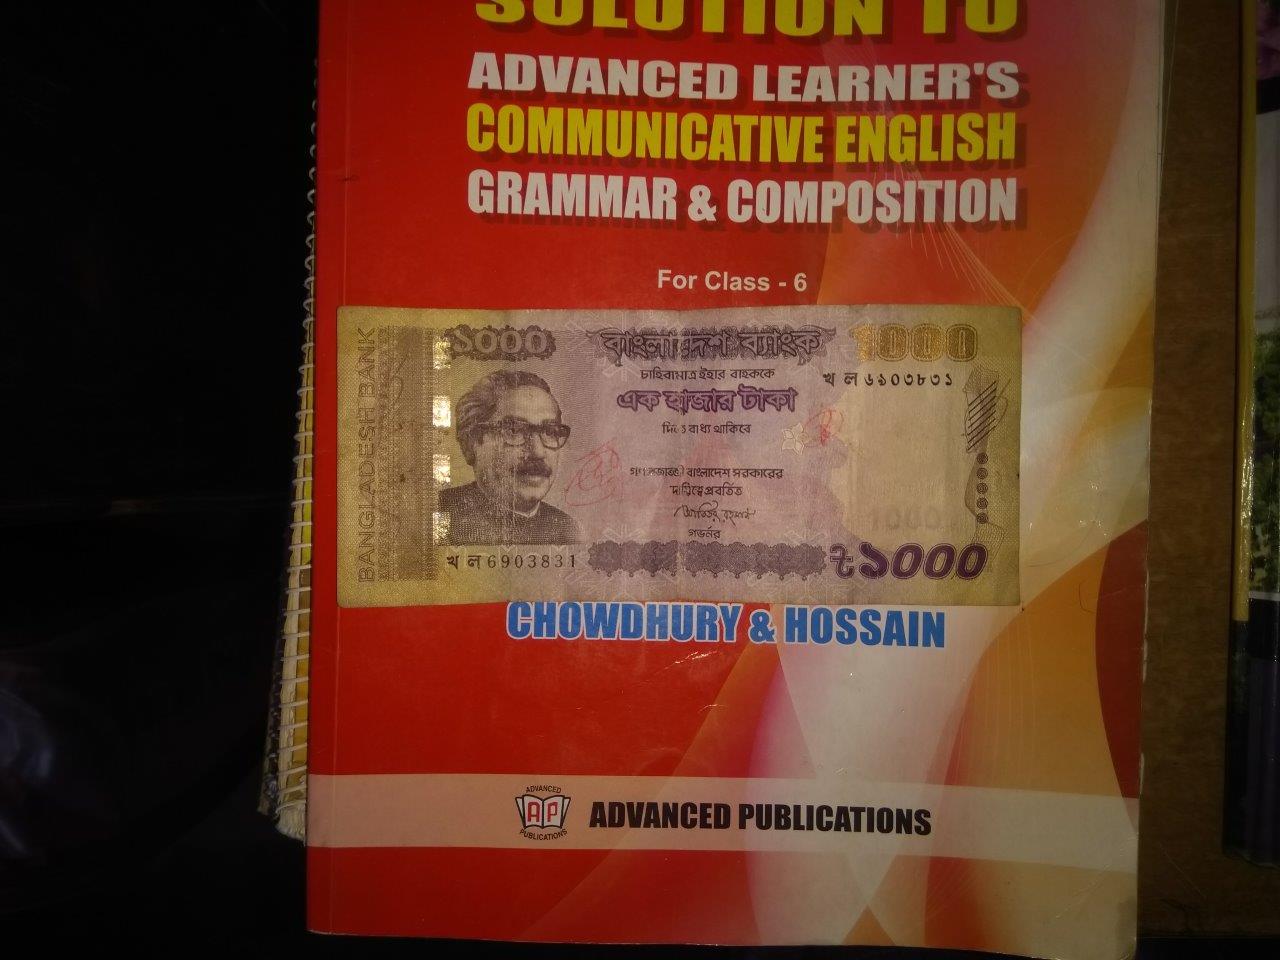 SOLUTION TO
ADVANCED LEARNER'S
COMMUNICATIVE ENGLISH
GRAMMAR & COMPOSITION
For Class - 6
BANGLADESH BANK
১০০০
বাংলাদেশ ব্যাংক
1000
চাহিবামাত্র ইহার বাহককে
খ ল ৬৯০৩৮৩১
এক হাজার টাকা
দিতে বাধ্য থাকিবে
গণপ্রজাতন্ত্রী বাংলাদেশ সরকারের
দায়িত্বে প্রবর্তিত
গভর্নর
1000
খ ল 6903831
৳১০০০
CHOWDHURY & HOSSAIN
ADVANCED
AP
PUBLICATIONS
ADVANCED PUBLICATIONS